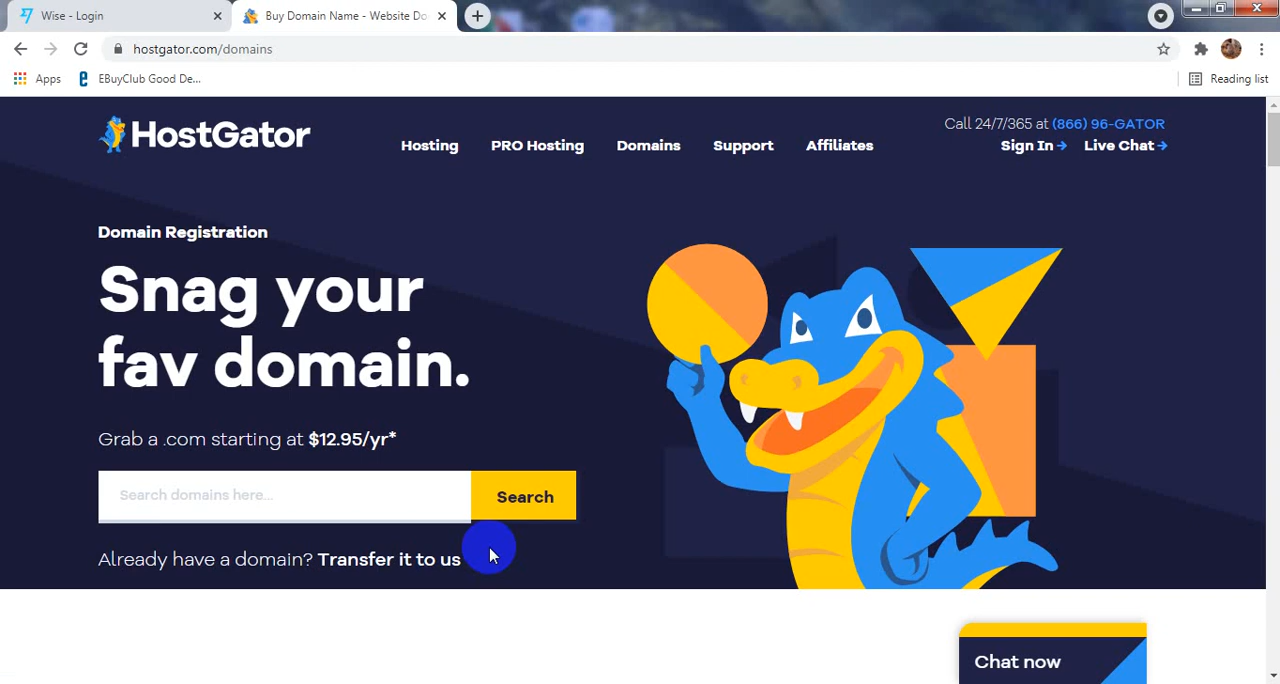 Wise - Login
Buy Domain Name - Website Do
hostgator.com/domains
Apps
EBuyClub Good De...
Reading list
HostGator
Hosting
PRO Hosting
Domains
Support
Affiliates
Call 24/7/365 at (866) 96-GATOR
Sign In
Live Chat
Domain Registration
Snag your
fav domain.
Grab a .com starting at $12.95/yr*
Search domains here...
Search
Already have a domain? Transfer it to us
Chat now